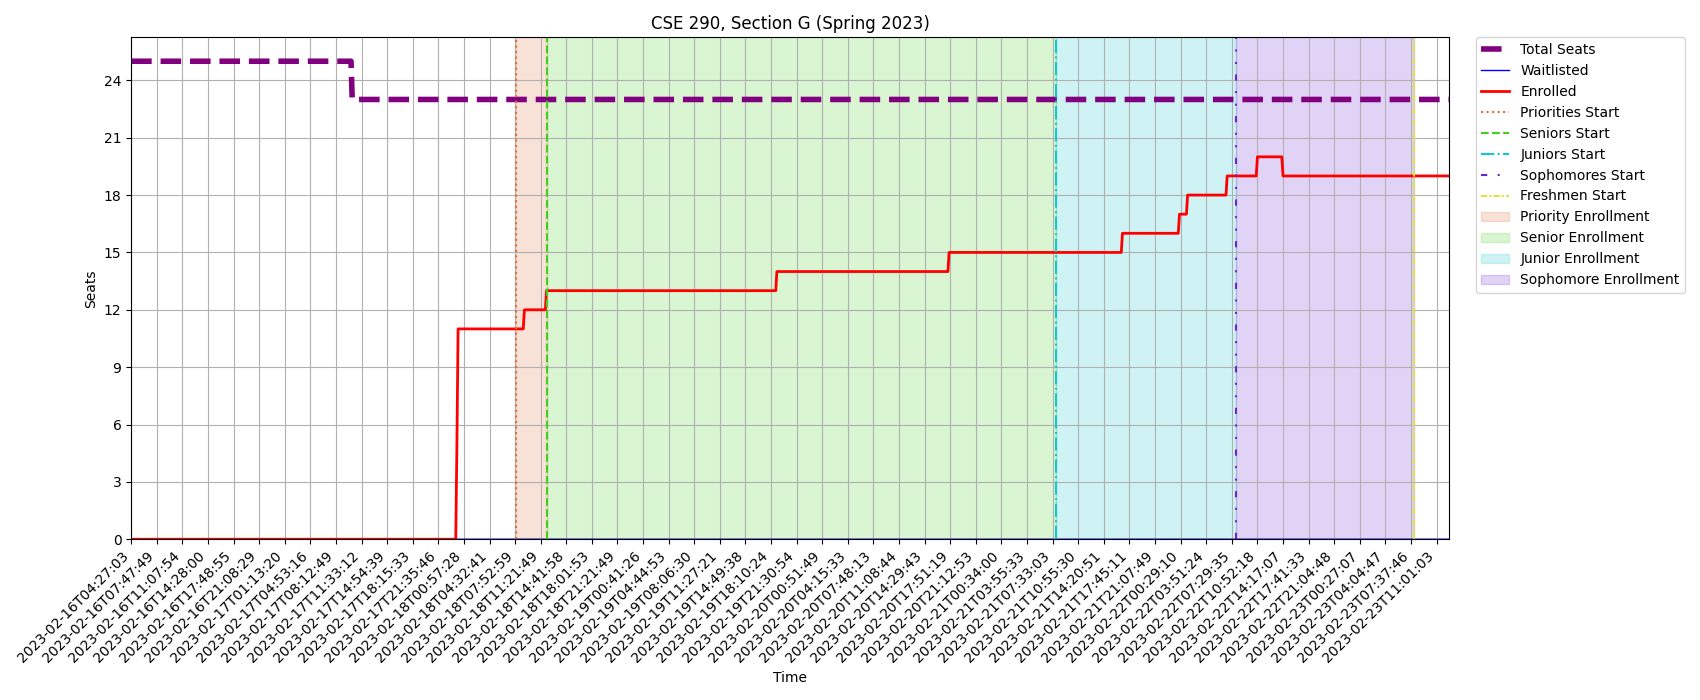 CSE 290, Section G (Spring 2023)
Seats
24
21
18
15
12
9
6
3
0
2023-02-16T04:27:03
2023-02-16T07:47:49
2023-02-16T11:07:54
2023-02-16T14:28:00
2023-02-16T17:48:55
2023-02-16T21:08:29
2023-02-17T01:13:20
2023-02-17T04:53:16
2023-02-17T08:12:49
2023-02-17T11:33:12
2023-02-17T14:54:39
2023-02-17T18:15:33
2023-02-17T21:35:46
2023-02-18T00:57:28
2023-02-18T04:32:41
2023-02-18T07:52:59
2023-02-18T11:21:49
2023-02-18T14:41:58
2023-02-18T18:01:53
2023-02-18T21:21:49
2023-02-19T00:41:26
2023-02-19T04:44:53
2023-02-19T08:06:30
2023-02-19T11:27:21
2023-02-19T14:49:38
2023-02-19T18:10:24
2023-02-19T21:30:54
2023-02-20T00:51:49
2023-02-20T04:15:33
2023-02-20T07:48:13
2023-02-20T11:08:44
2023-02-20T14:29:43
2023-02-20T17:51:19
2023-02-20T21:12:53
2023-02-21T00:34:00
2023-02-21T03:55:33
2023-02-21T07:33:03
2023-02-21T10:55:30
2023-02-21T14:20:51
2023-02-21T17:45:11
2023-02-21T21:07:49
2023-02-22T00:29:10
2023-02-22T03:51:24
2023-02-22T07:29:35
2023-02-22T10:52:18
2023-02-22T14:17:07
2023-02-22T17:41:33
2023-02-22T21:04:48
2023-02-23T00:27:07
2023-02-23T04:04:47
2023-02-23T07:37:46
2023-02-23T11:01:03
Time
Total Seats
Waitlisted
Enrolled
Priorities Start
Seniors Start
Juniors Start
Sophomores Start
Freshmen Start
Priority Enrollment
Senior Enrollment
Junior Enrollment
Sophomore Enrollment